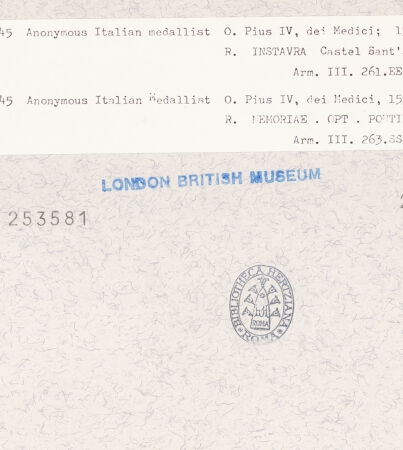 45 Anonymous Italian medallist O. Pius IV, dei Medici; 1
R. INSTAVRA Castel Sant'
Arm. III. 261.EE
45 Anonymous Italian Medallist O. Pius IV, dei Medici, 15
R. MEMORIAE . OPT . PONTI
Arm. III. 263.SS
LONDON BRITISH MUSEUM
253581
BIBLIOTHECA HERTZIANA
ROMA
ROMA